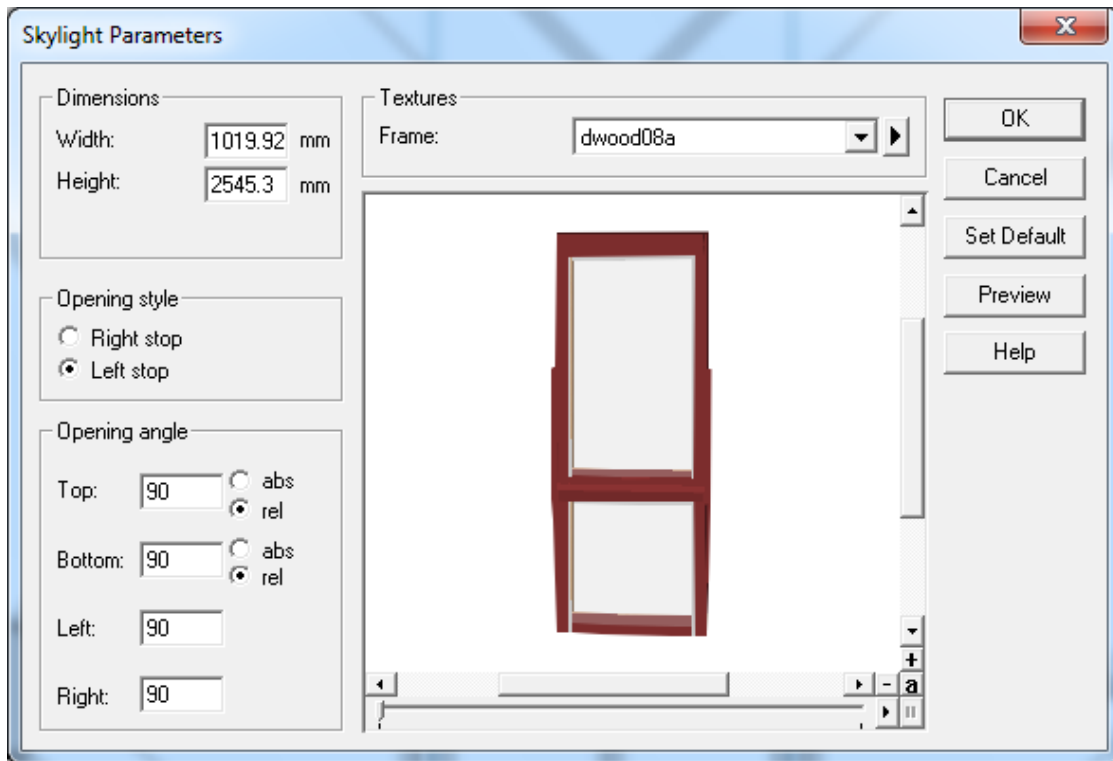 Skylight Parameters
Dimensions
Width: 1019.92 mm
Height: 2545.3 mm
Opening style
Right stop
Left stop
Opening angle
Top: 90 abs
rel
Bottom: 90 abs
rel
Left: 90
Right: 90
Textures
Frame: dwood08a
+
- a
OK
Cancel
Set Default
Preview
Help